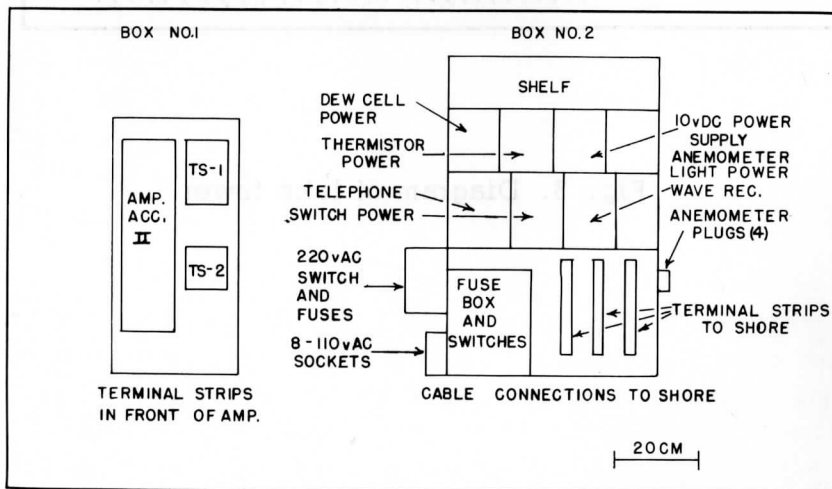 BOX NO.1
BOX NO.2
AMP.
ACC.
II
TS-1
TS-2
TERMINAL STRIPS
IN FRONT OF AMP.
SHELF
DEW CELL
POWER
THERMISTOR
POWER
TELEPHONE
SWITCH POWER
220vAC
SWITCH
AND
FUSES
8-110vAC
SOCKETS
FUSE
BOX
AND
SWITCHES
10vDC POWER
SUPPLY
ANEMOMETER
LIGHT POWER
WAVE REC.
ANEMOMETER
PLUGS(4)
TERMINAL STRIPS
TO SHORE
CABLE CONNECTIONS TO SHORE
20CM